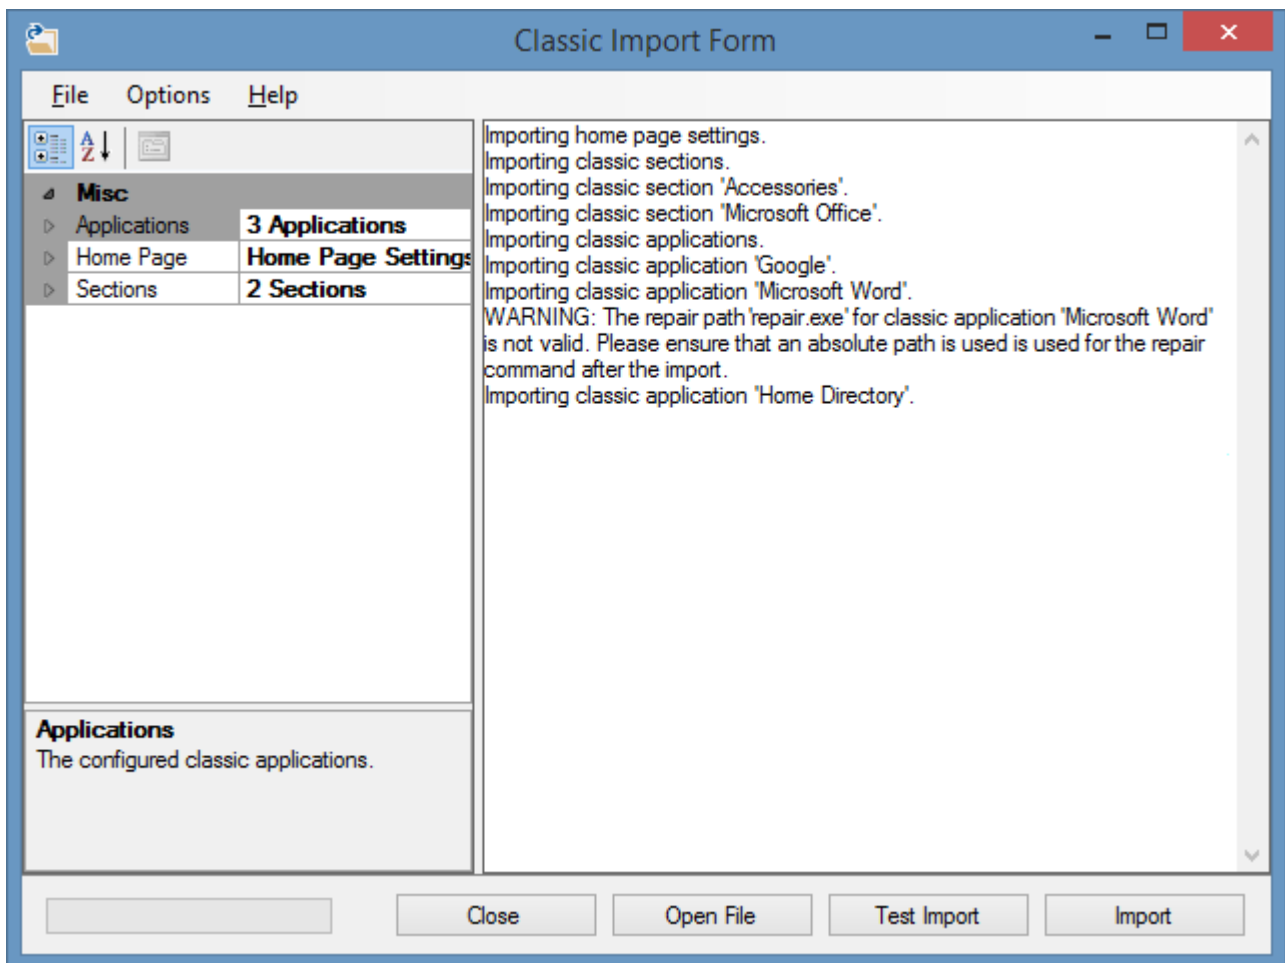 Classic Import Form
File Options Help
Misc
Applications 3 Applications
Home Page Home Page Settings
Sections 2 Sections
Applications
The configured classic applications.
Importing home page settings.
Importing classic sections.
Importing classic section 'Accessories'.
Importing classic section 'Microsoft Office'.
Importing classic applications.
Importing classic application 'Google'.
Importing classic application 'Microsoft Word'.
WARNING: The repair path 'repair.exe' for classic application 'Microsoft Word'
is not valid. Please ensure that an absolute path is used is used for the repair
command after the import.
Importing classic application 'Home Directory'.
Close Open File Test Import Import